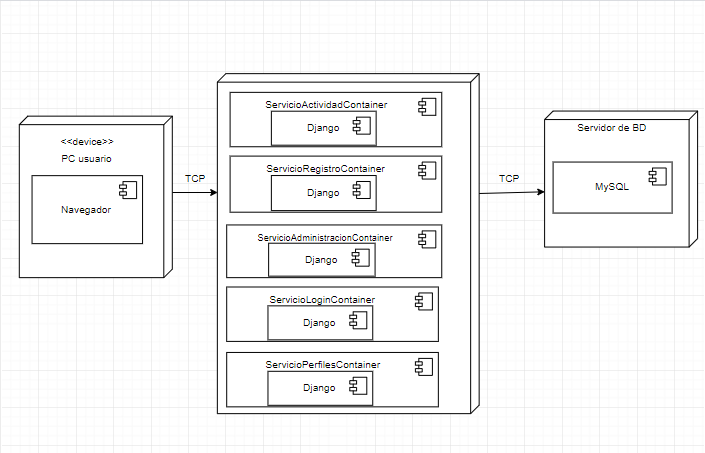 <<device>>
PC usuario
Navegador
TCP
ServicioActividadContainer
Django
ServicioRegistroContainer
Django
ServicioAdministracionContainer
Django
ServicioLoginContainer
Django
ServicioPerfilesContainer
Django
TCP
Servidor de BD
MySQL